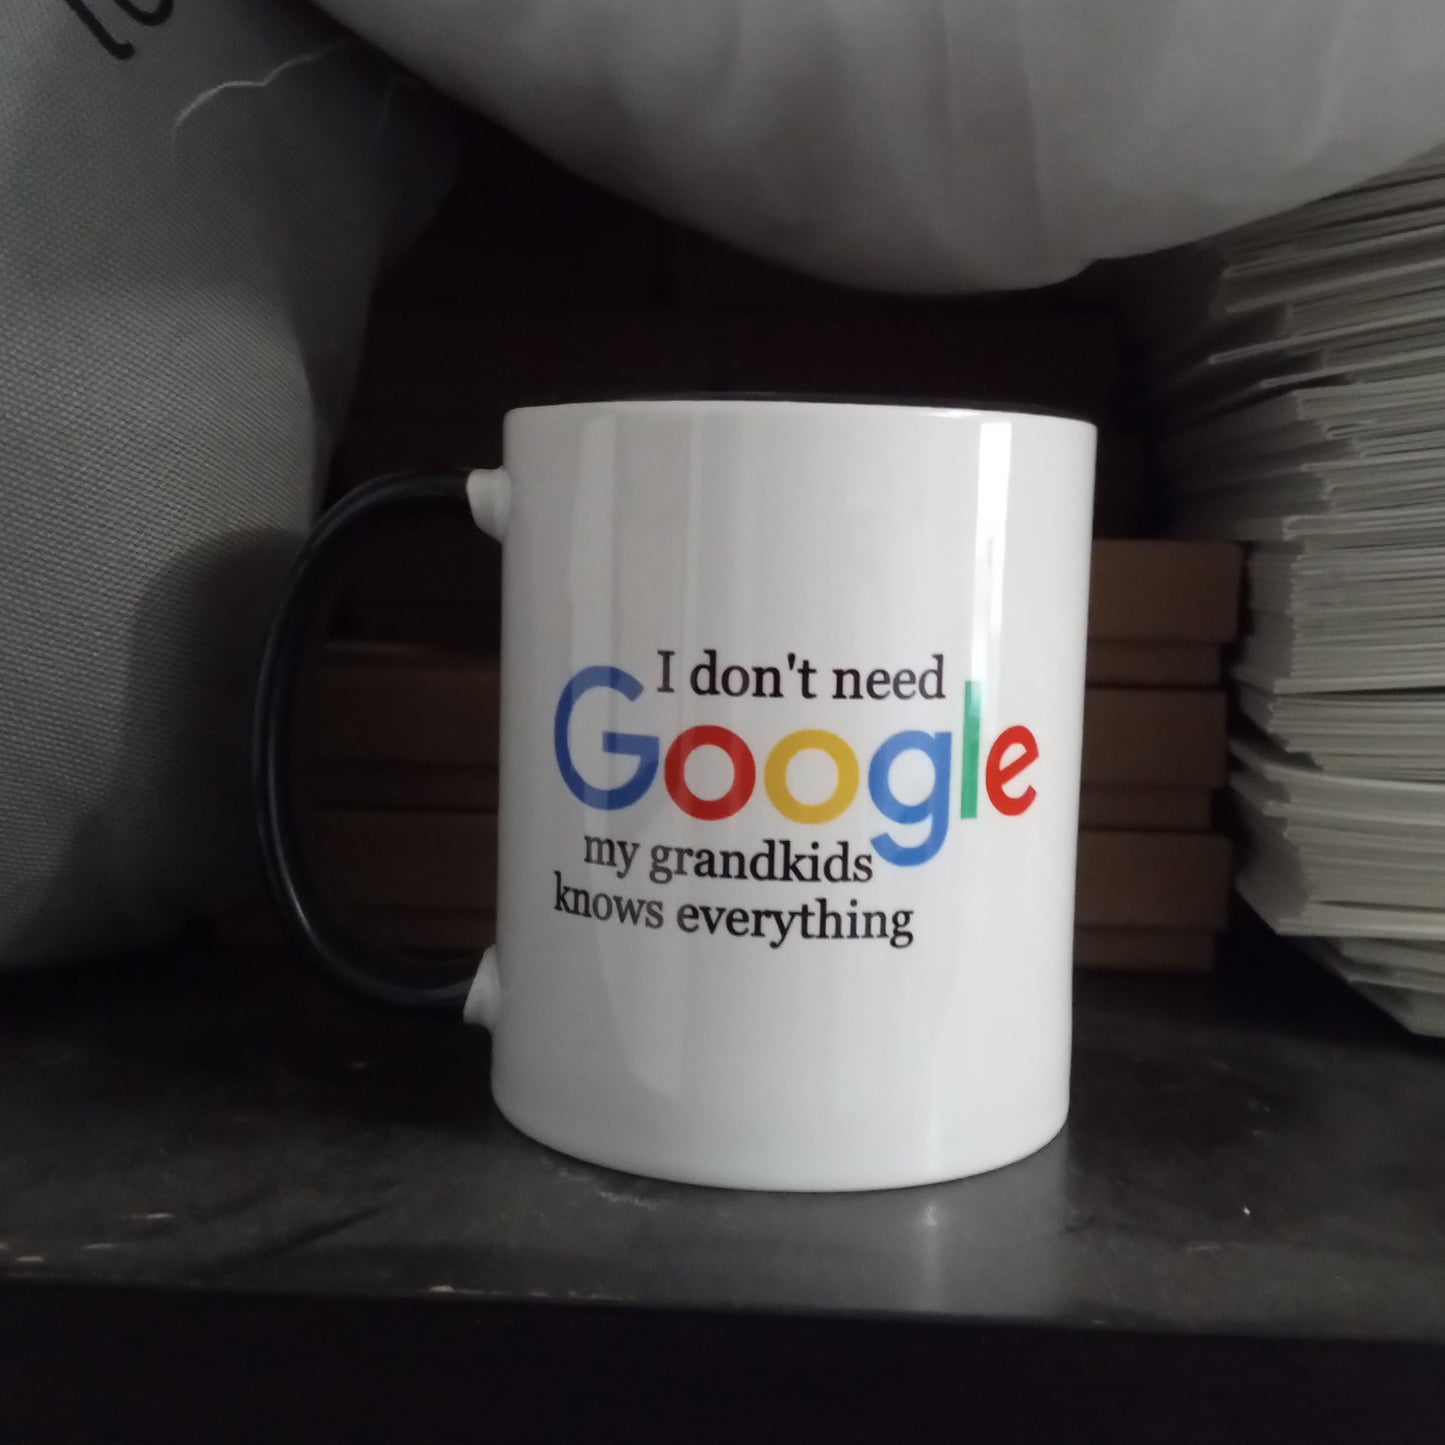 I don't need
Google
my grandkids
knows everything